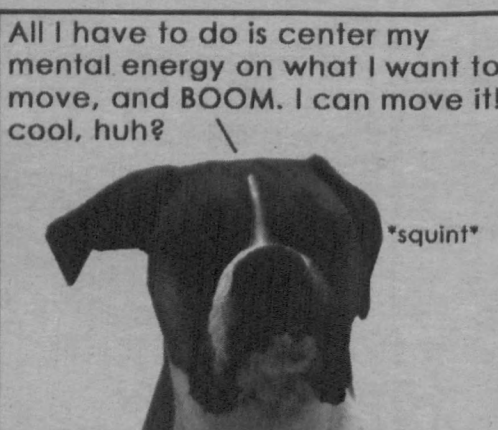 All I have to do is center my
mental energy on what I want to
move, and BOOM. I can move it!
cool, huh?
*squint*